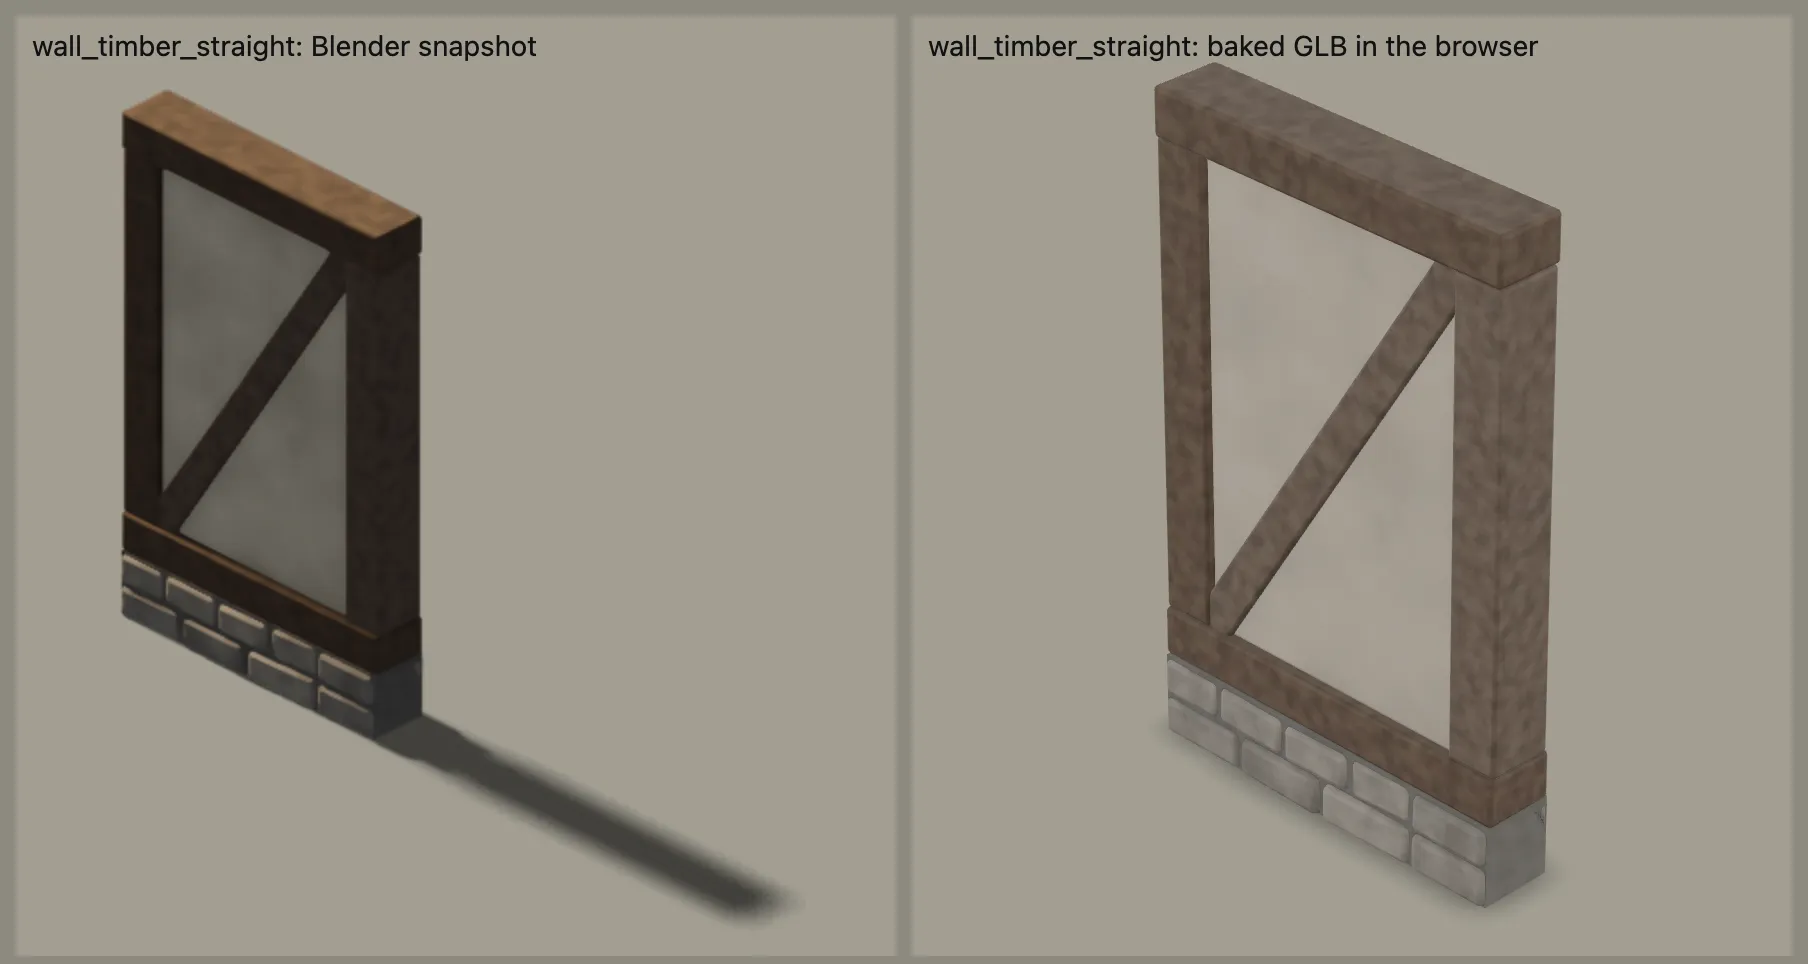 wall_timber_straight: Blender snapshot
wall_timber_straight: baked GLB in the browser